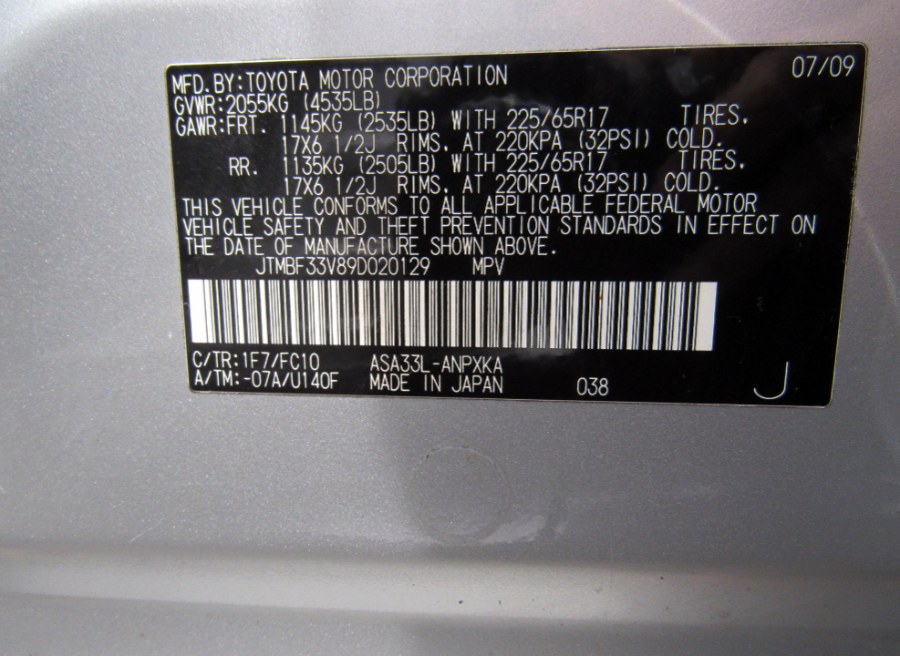 MFD.BY:TOYOTA MOTOR CORPORATION 07/09
GVWR:2055KG (4535LB)
GAWR:FRT. 1145KG (2535LB) WITH 225/65R17 TIRES.
17X6 1/2J RIMS. AT 220KPA (32PSI) COLD.
RR. 1135KG (2505LB) WITH 225/65R17 TIRES.
17X6 1/2J RIMS. AT 220KPA (32PSI) COLD.
THIS VEHICLE CONFORMS TO ALL APPLICABLE FEDERAL MOTOR
VEHICLE SAFETY AND THEFT PREVENTION STANDARDS IN EFFECT ON
THE DATE OF MANUFACTURE SHOWN ABOVE.
JTMBF33V89D020129 MPV
C/TR:1F7/FC10 ASA33L-ANPXKA
A/TM:-07A/U140F MADE IN JAPAN 038 J